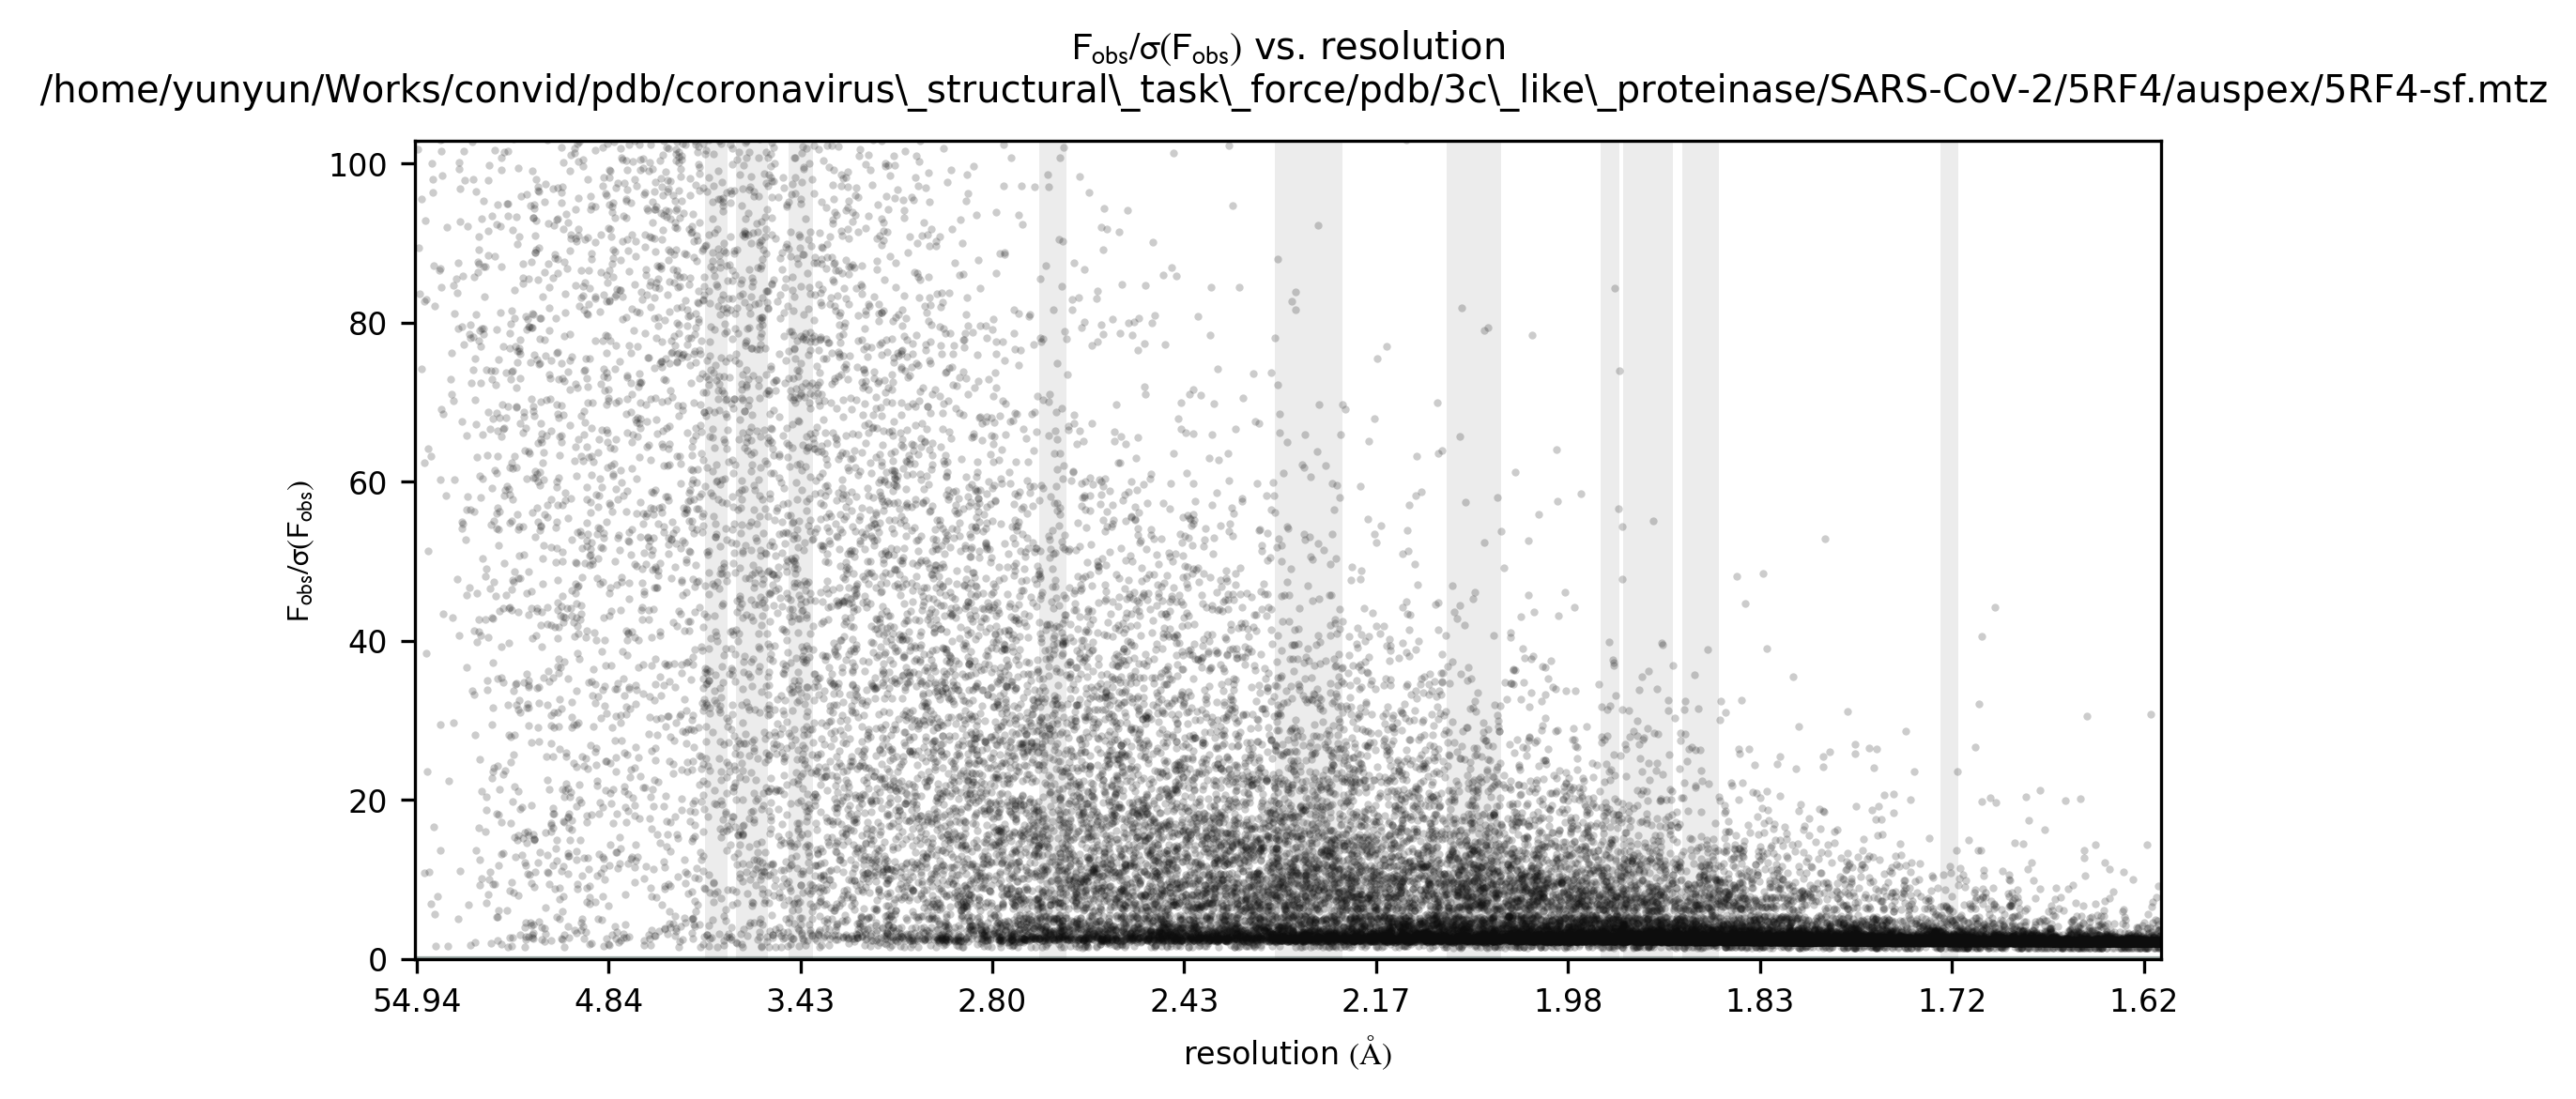 Fobs/σ(Fobs) vs. resolution
/home/yunyun/Works/convid/pdb/coronavirus\_structural\_task\_force/pdb/3c\_like\_proteinase/SARS-CoV-2/5RF4/auspex/5RF4-sf.mtz
100
80
60
40
20
0
Fobs/σ(Fobs)
54.94 4.84 3.43 2.80 2.43 2.17 1.98 1.83 1.72 1.62
resolution (Å)